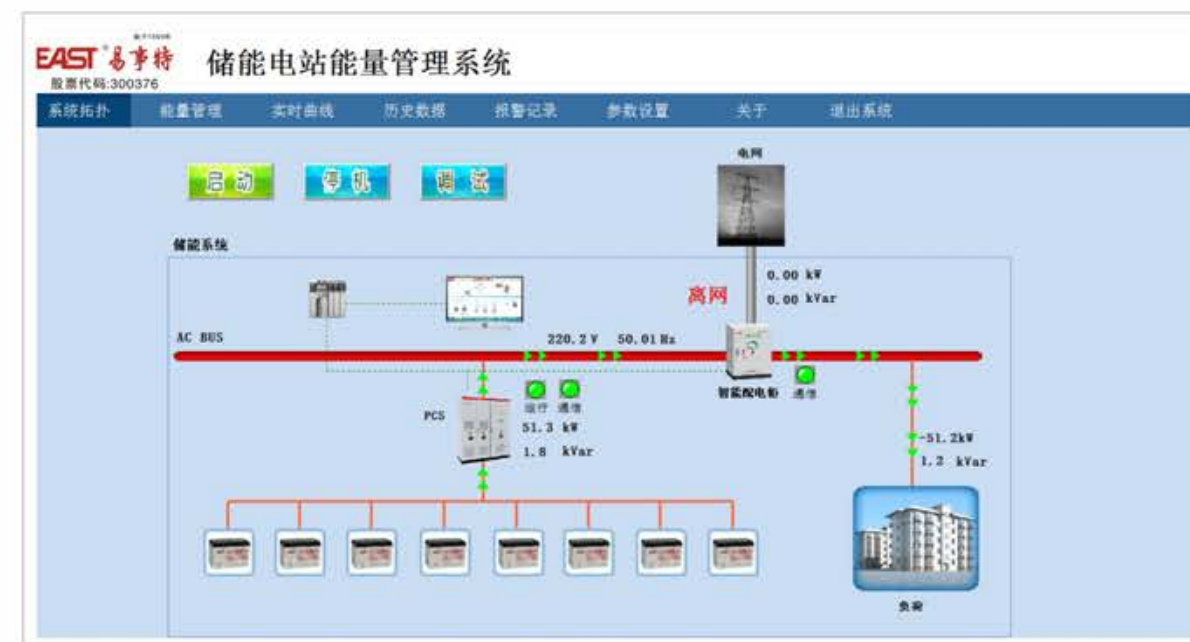 EAST 易事特
股票代码:300376
储能电站能量管理系统
系统拓扑 能量管理 实时曲线 历史数据 报警记录 参数设置 关于 退出系统
电网
启动 停机 调试
储能系统
0.00 kW
离网
0.00 kVar
AC BUS
220.2 V 50.01 Hz
智能配电柜
通信
运行 通信
PCS
51.3 kW
1.8 kVar
-51.2kW
1.2 kVar
负荷